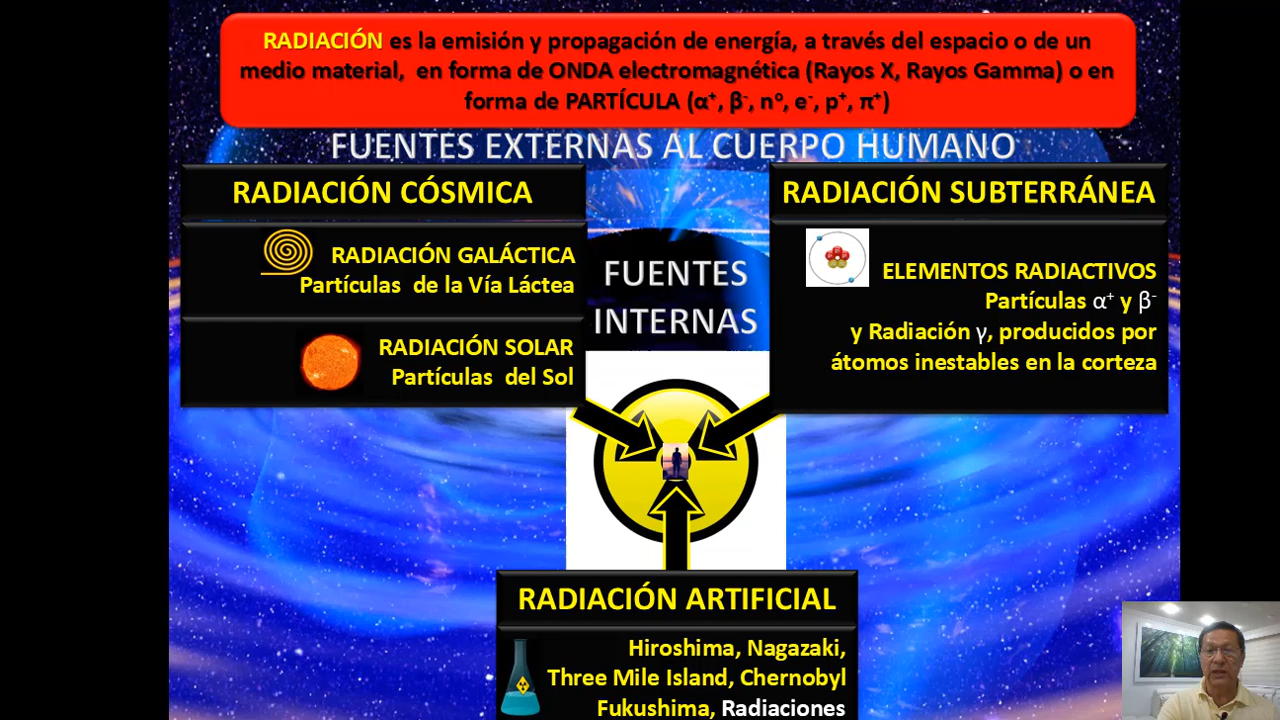 RADIACIÓN es la emisión y propagación de energía, a través del espacio o de un
medio material, en forma de ONDA electromagnética (Rayos X, Rayos Gamma) o en
forma de PARTÍCULA (α⁺, β⁻, nº, e⁻, p⁺, π⁺)
FUENTES EXTERNAS AL CUERPO HUMANO
RADIACIÓN CÓSMICA
RADIACIÓN GALÁCTICA
Partículas de la Vía Láctea
RADIACIÓN SOLAR
Partículas del Sol
FUENTES
INTERNAS
RADIACIÓN SUBTERRÁNEA
ELEMENTOS RADIACTIVOS
Partículas α⁺ y β⁻
y Radiación γ, producidos por
átomos inestables en la corteza
RADIACIÓN ARTIFICIAL
Hiroshima, Nagazaki,
Three Mile Island, Chernobyl
Fukushima, Radiaciones